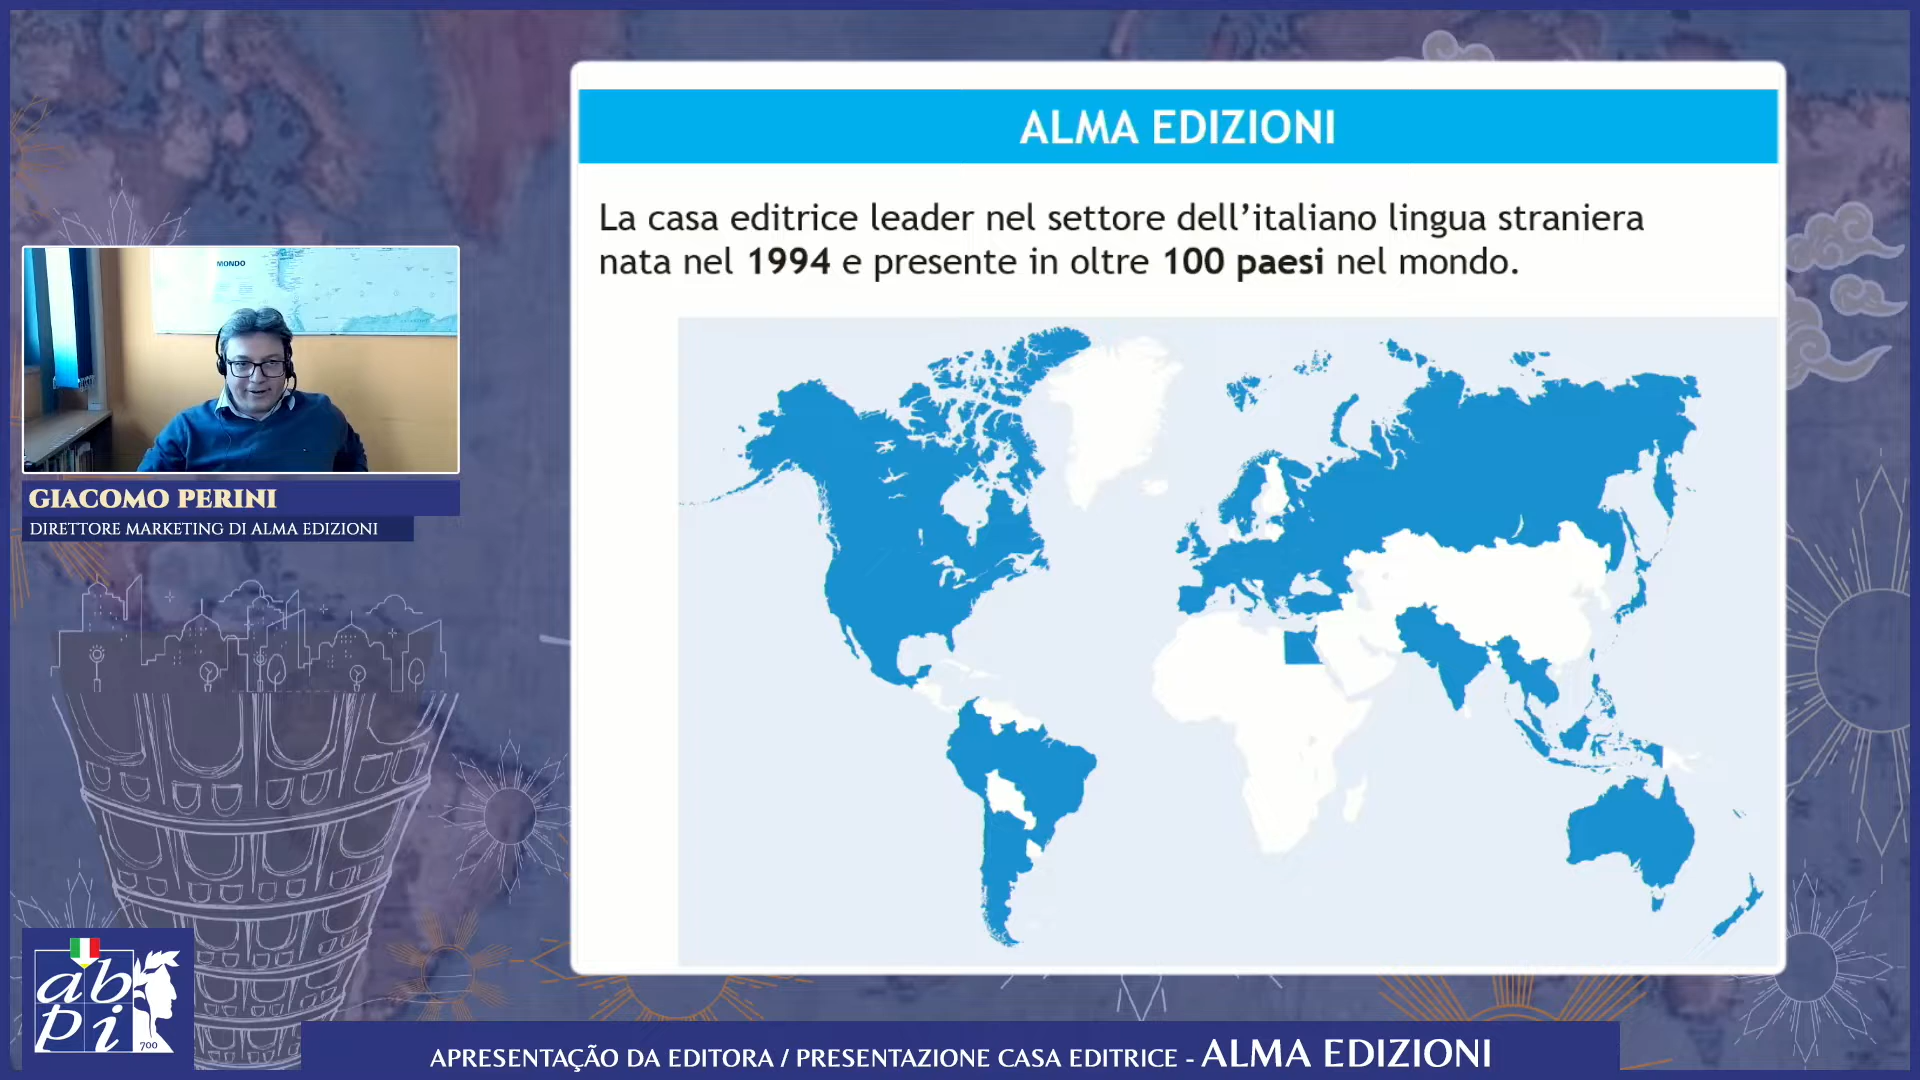 ALMA EDIZIONI
La casa editrice leader nel settore dell’italiano lingua straniera
nata nel 1994 e presente in oltre 100 paesi nel mondo.
MONDO
GIACOMO PERINI
DIRETTORE MARKETING DI ALMA EDIZIONI
ab
pi
700
APRESENTAÇÃO DA EDITORA / PRESENTAZIONE CASA EDITRICE - ALMA EDIZIONI